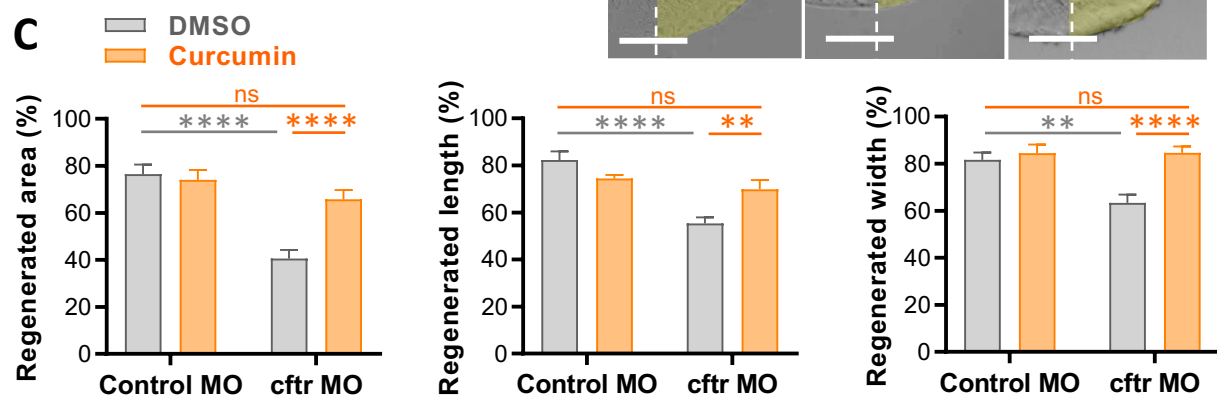 C
DMSO
Curcumin
Regenerated area (%)
100
80
60
40
20
0
ns
****
****
Control MO
cftr MO
Regenerated length (%)
100
80
60
40
20
0
ns
****
**
Control MO
cftr MO
Regenerated width (%)
100
80
60
40
20
0
ns
**
****
Control MO
cftr MO